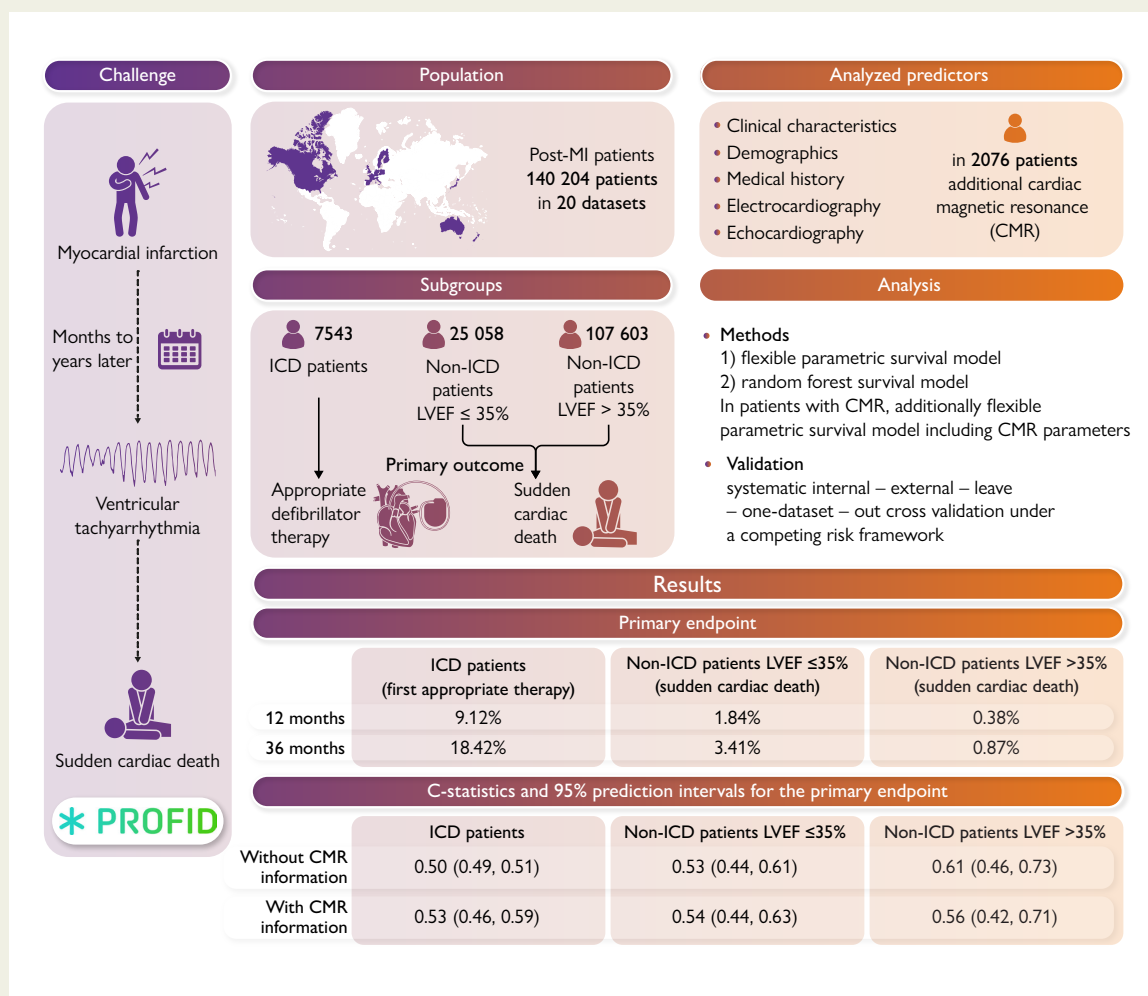 Challenge
Myocardial infarction
Months to
years later
Ventricular
tachyarrhythmia
Sudden cardiac death
PROFID
Population
Post-MI patients
140 204 patients
in 20 datasets
Analyzed predictors
• Clinical characteristics
• Demographics
• Medical history
• Electrocardiography
• Echocardiography
in 2076 patients
additional cardiac
magnetic resonance
(CMR)
Subgroups
7543
ICD patients
25 058
Non-ICD
patients
LVEF ≤ 35%
107 603
Non-ICD
patients
LVEF > 35%
Primary outcome
Appropriate
defibrillator
therapy
Sudden
cardiac
death
Analysis
• Methods
1) flexible parametric survival model
2) random forest survival model
In patients with CMR, additionally flexible
parametric survival model including CMR parameters
• Validation
systematic internal – external – leave
– one-dataset – out cross validation under
a competing risk framework
Results
Primary endpoint
ICD patients
(first appropriate therapy)
Non-ICD patients LVEF ≤35%
(sudden cardiac death)
Non-ICD patients LVEF >35%
(sudden cardiac death)
12 months 9.12% 1.84% 0.38%
36 months 18.42% 3.41% 0.87%
C-statistics and 95% prediction intervals for the primary endpoint
ICD patients Non-ICD patients LVEF ≤35% Non-ICD patients LVEF >35%
Without CMR
information
0.50 (0.49, 0.51) 0.53 (0.44, 0.61) 0.61 (0.46, 0.73)
With CMR
information
0.53 (0.46, 0.59) 0.54 (0.44, 0.63) 0.56 (0.42, 0.71)